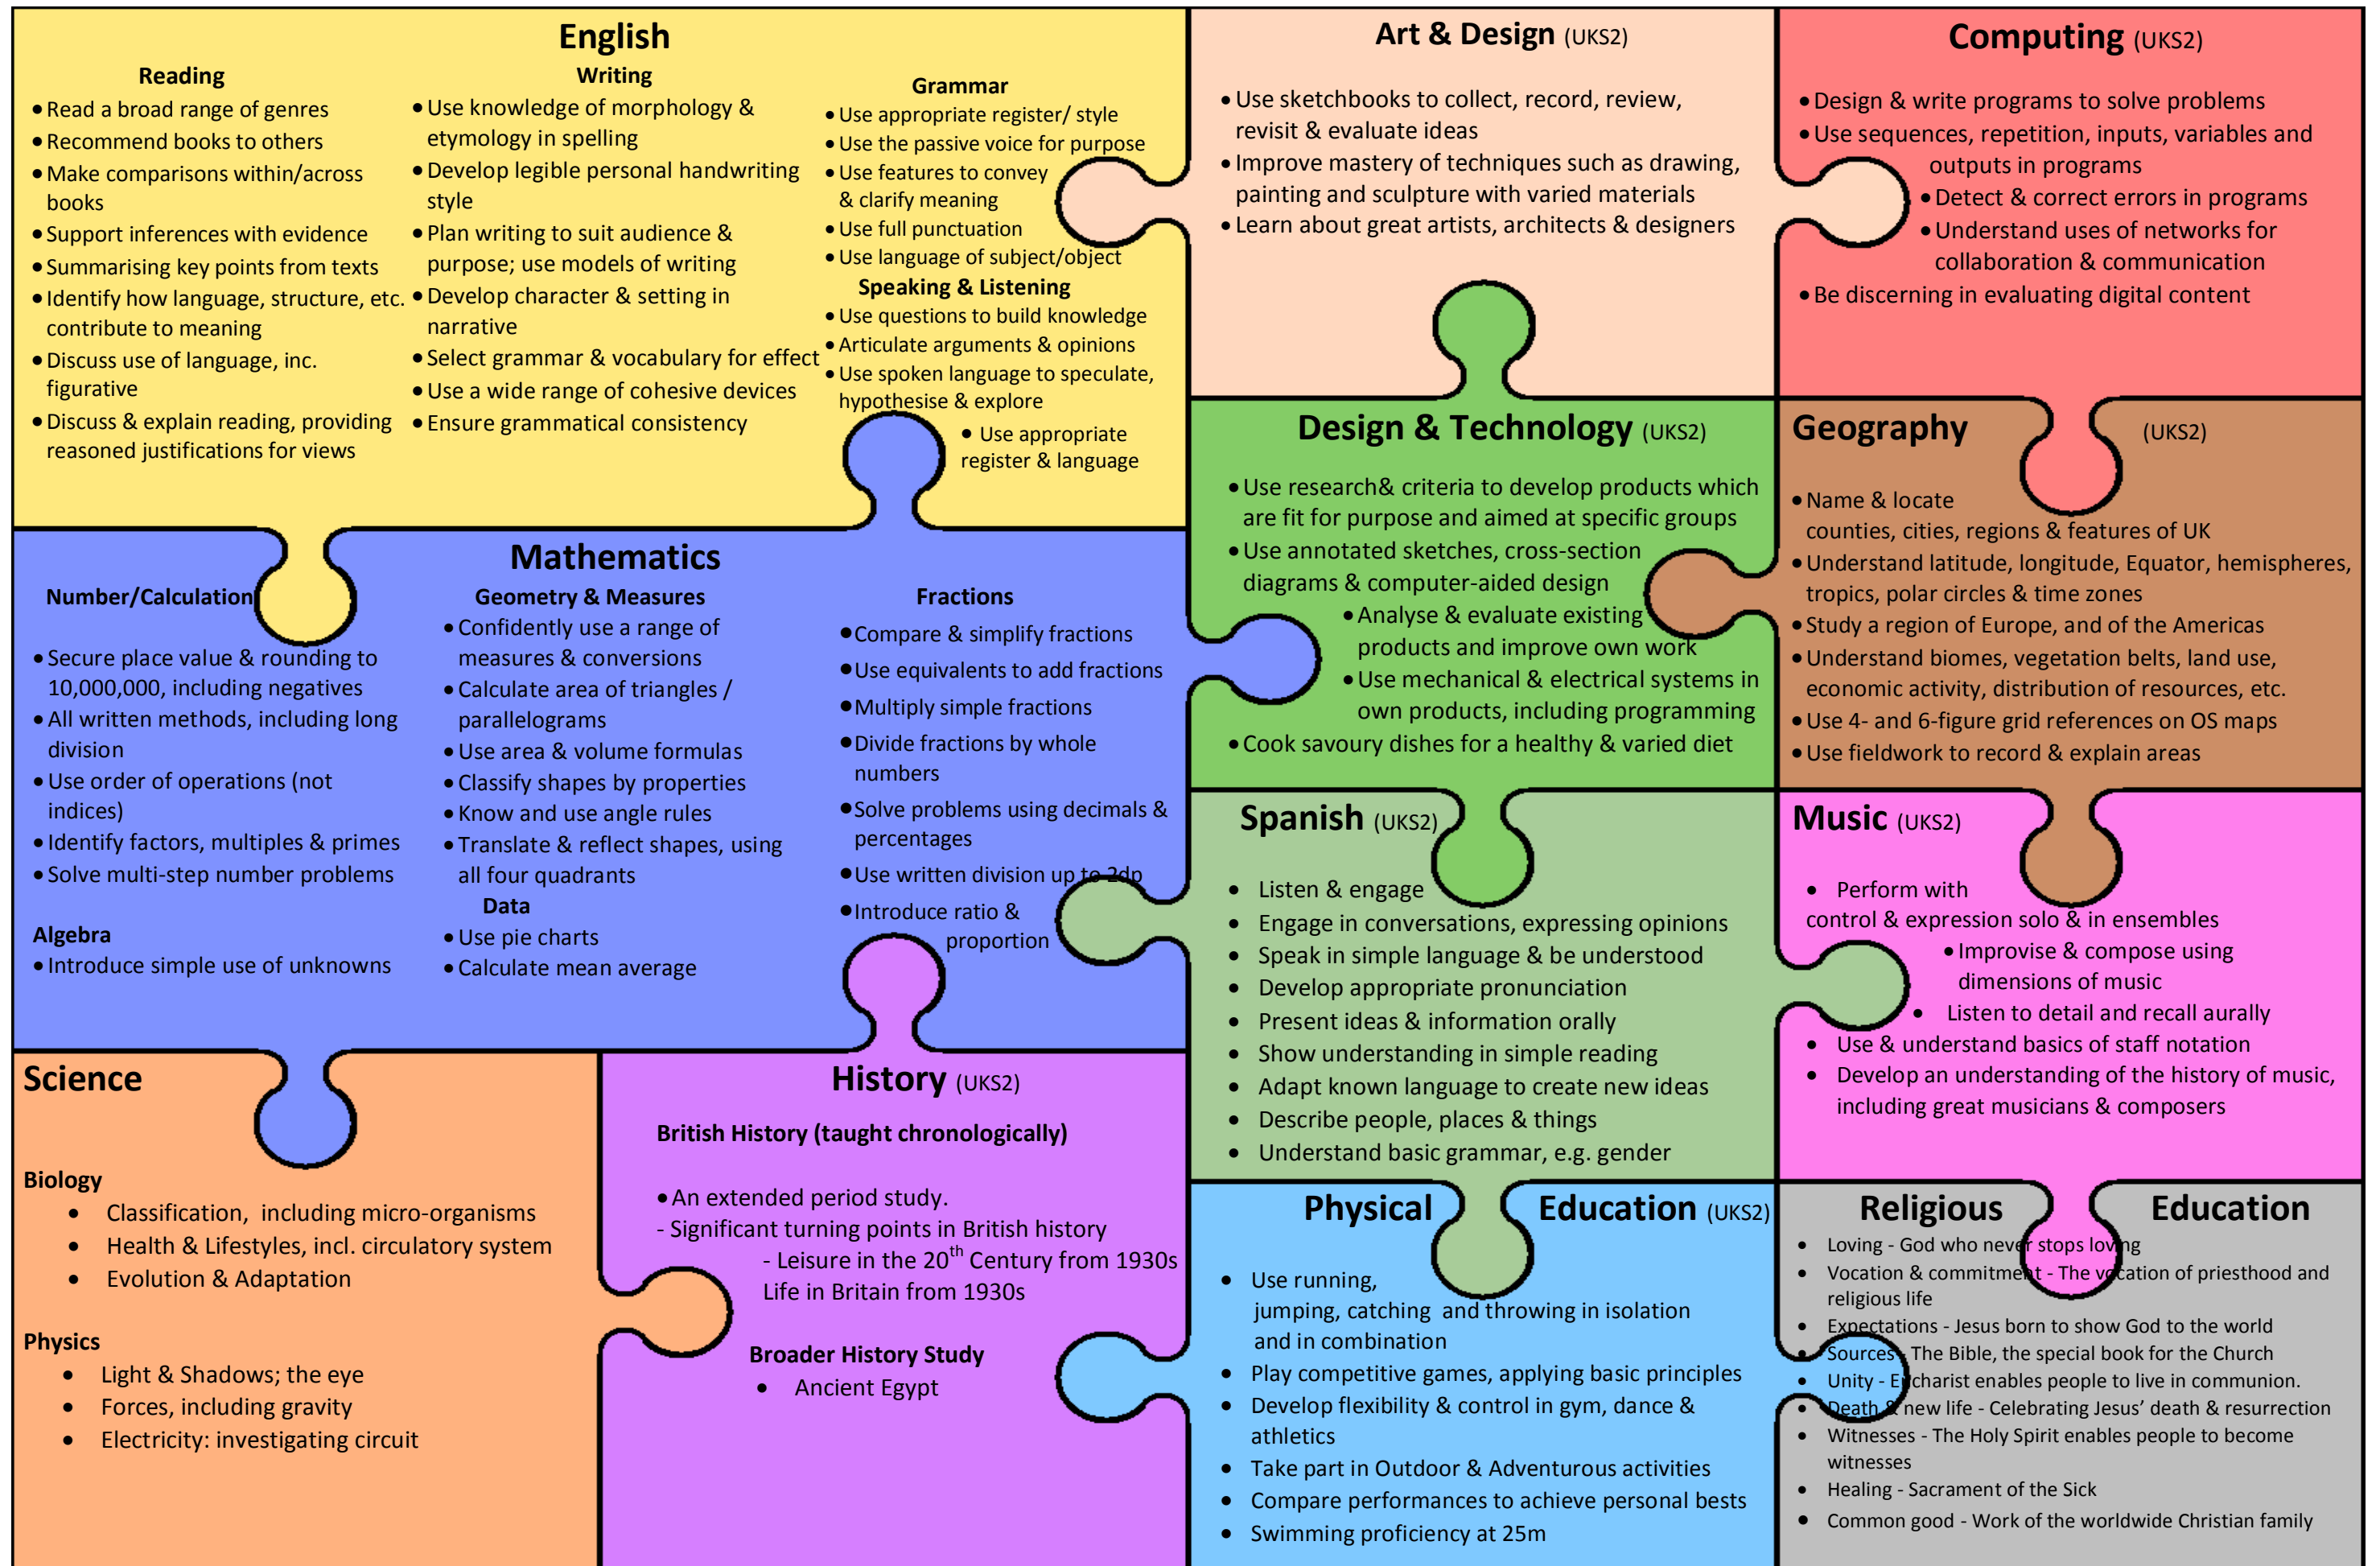 English
Reading
• Read a broad range of genres
• Recommend books to others
• Make comparisons within/across
books
• Support inferences with evidence
• Summarising key points from texts
• Identify how language, structure, etc.
contribute to meaning
• Discuss use of language, inc.
figurative
• Discuss & explain reading, providing
reasoned justifications for views
Writing
• Use knowledge of morphology &
etymology in spelling
• Develop legible personal handwriting
style
• Plan writing to suit audience &
purpose; use models of writing
• Develop character & setting in
narrative
• Select grammar & vocabulary for effect
• Use a wide range of cohesive devices
• Ensure grammatical consistency
Grammar
• Use appropriate register/ style
• Use the passive voice for purpose
• Use features to convey
& clarify meaning
• Use full punctuation
• Use language of subject/object
Speaking & Listening
• Use questions to build knowledge
• Articulate arguments & opinions
• Use spoken language to speculate,
hypothesise & explore
• Use appropriate
register & language
Art & Design (UKS2)
• Use sketchbooks to collect, record, review,
revisit & evaluate ideas
• Improve mastery of techniques such as drawing,
painting and sculpture with varied materials
• Learn about great artists, architects & designers
Computing (UKS2)
• Design & write programs to solve problems
• Use sequences, repetition, inputs, variables and
outputs in programs
• Detect & correct errors in programs
• Understand uses of networks for
collaboration & communication
• Be discerning in evaluating digital content
Mathematics
Number/Calculation
• Secure place value & rounding to
10,000,000, including negatives
• All written methods, including long
division
• Use order of operations (not
indices)
• Identify factors, multiples & primes
• Solve multi-step number problems
Algebra
• Introduce simple use of unknowns
Geometry & Measures
• Confidently use a range of
measures & conversions
• Calculate area of triangles /
parallelograms
• Use area & volume formulas
• Classify shapes by properties
• Know and use angle rules
• Translate & reflect shapes, using
all four quadrants
Data
• Use pie charts
• Calculate mean average
Fractions
• Compare & simplify fractions
• Use equivalents to add fractions
• Multiply simple fractions
• Divide fractions by whole
numbers
• Solve problems using decimals &
percentages
• Use written division up to 2dp
• Introduce ratio &
proportion
Design & Technology (UKS2)
• Use research& criteria to develop products which
are fit for purpose and aimed at specific groups
• Use annotated sketches, cross-section
diagrams & computer-aided design
• Analyse & evaluate existing
products and improve own work
• Use mechanical & electrical systems in
own products, including programming
• Cook savoury dishes for a healthy & varied diet
Geography (UKS2)
• Name & locate
counties, cities, regions & features of UK
• Understand latitude, longitude, Equator, hemispheres,
tropics, polar circles & time zones
• Study a region of Europe, and of the Americas
• Understand biomes, vegetation belts, land use,
economic activity, distribution of resources, etc.
• Use 4- and 6-figure grid references on OS maps
• Use fieldwork to record & explain areas
Spanish (UKS2)
• Listen & engage
• Engage in conversations, expressing opinions
• Speak in simple language & be understood
• Develop appropriate pronunciation
• Present ideas & information orally
• Show understanding in simple reading
• Adapt known language to create new ideas
• Describe people, places & things
• Understand basic grammar, e.g. gender
Music (UKS2)
• Perform with
control & expression solo & in ensembles
• Improvise & compose using
dimensions of music
• Listen to detail and recall aurally
• Use & understand basics of staff notation
• Develop an understanding of the history of music,
including great musicians & composers
Science
Biology
• Classification, including micro-organisms
• Health & Lifestyles, incl. circulatory system
• Evolution & Adaptation
Physics
• Light & Shadows; the eye
• Forces, including gravity
• Electricity: investigating circuit
History (UKS2)
British History (taught chronologically)
• An extended period study.
- Significant turning points in British history
- Leisure in the 20th Century from 1930s
Life in Britain from 1930s
Broader History Study
• Ancient Egypt
Physical Education (UKS2)
• Use running,
jumping, catching and throwing in isolation
and in combination
• Play competitive games, applying basic principles
• Develop flexibility & control in gym, dance &
athletics
• Take part in Outdoor & Adventurous activities
• Compare performances to achieve personal bests
• Swimming proficiency at 25m
Religious Education
• Loving - God who never stops loving
• Vocation & commitment - The vocation of priesthood and
religious life
• Expectations - Jesus born to show God to the world
• Sources - The Bible, the special book for the Church
• Unity - Eucharist enables people to live in communion.
• Death & new life - Celebrating Jesus' death & resurrection
• Witnesses - The Holy Spirit enables people to become
witnesses
• Healing - Sacrament of the Sick
• Common good - Work of the worldwide Christian family